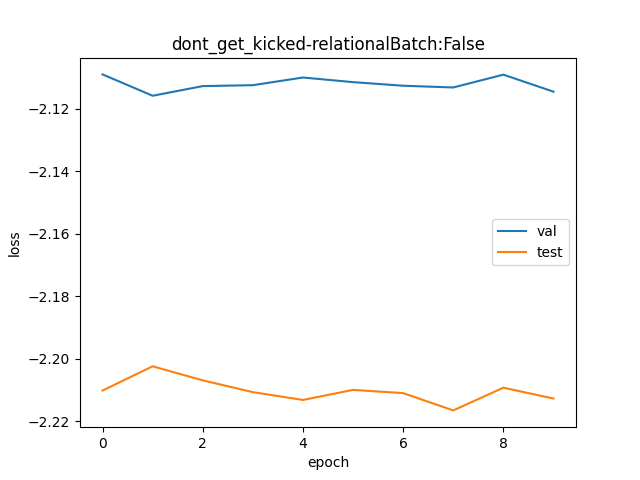 dont_get_kicked-relationalBatch:False
−2.12
−2.14
−2.16
−2.18
−2.20
−2.22
loss
0
2
4
6
8
epoch
val
test